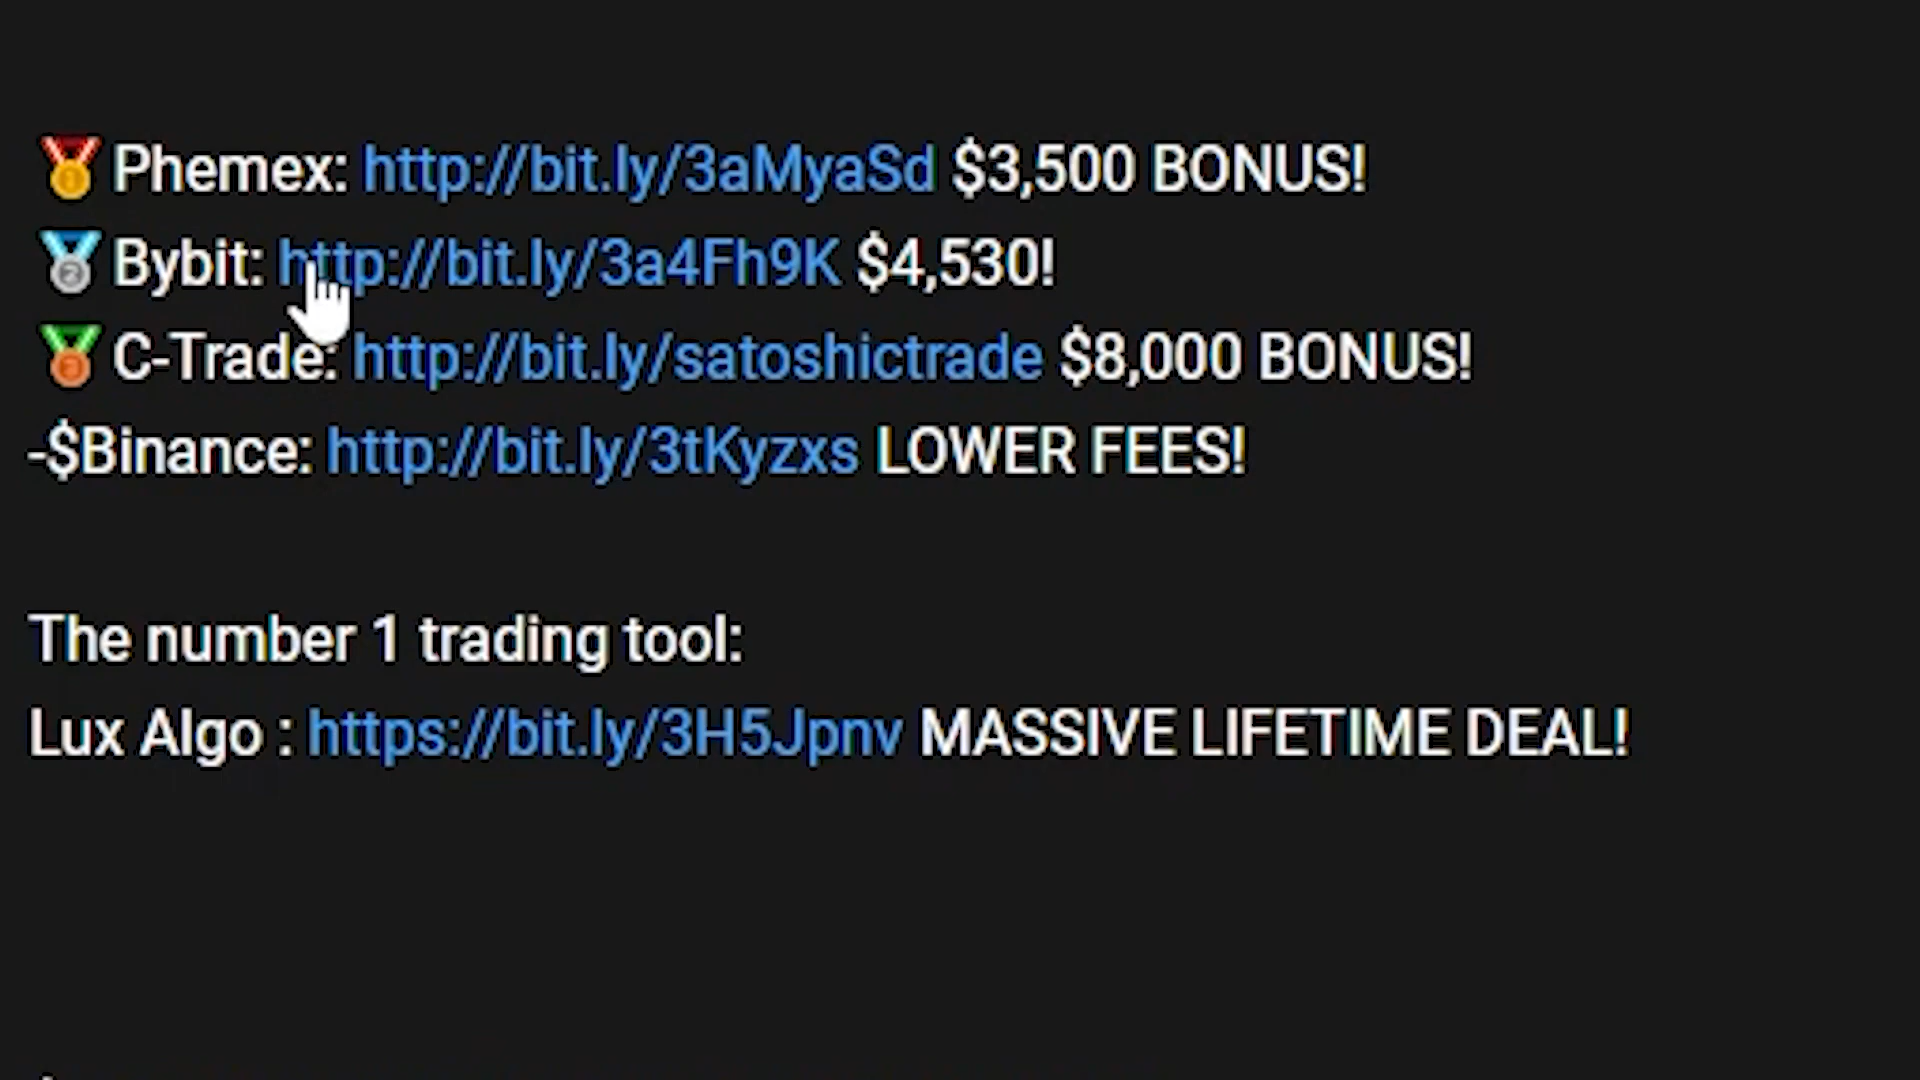 🥇Phemex: http://bit.ly/3aMyaSd $3,500 BONUS!
🥈Bybit: http://bit.ly/3a4Fh9K $4,530!
🥉C-Trade: http://bit.ly/satoshictrade $8,000 BONUS!
-$Binance: http://bit.ly/3tKyzxs LOWER FEES!
The number 1 trading tool:
Lux Algo : https://bit.ly/3H5Jpnv MASSIVE LIFETIME DEAL!